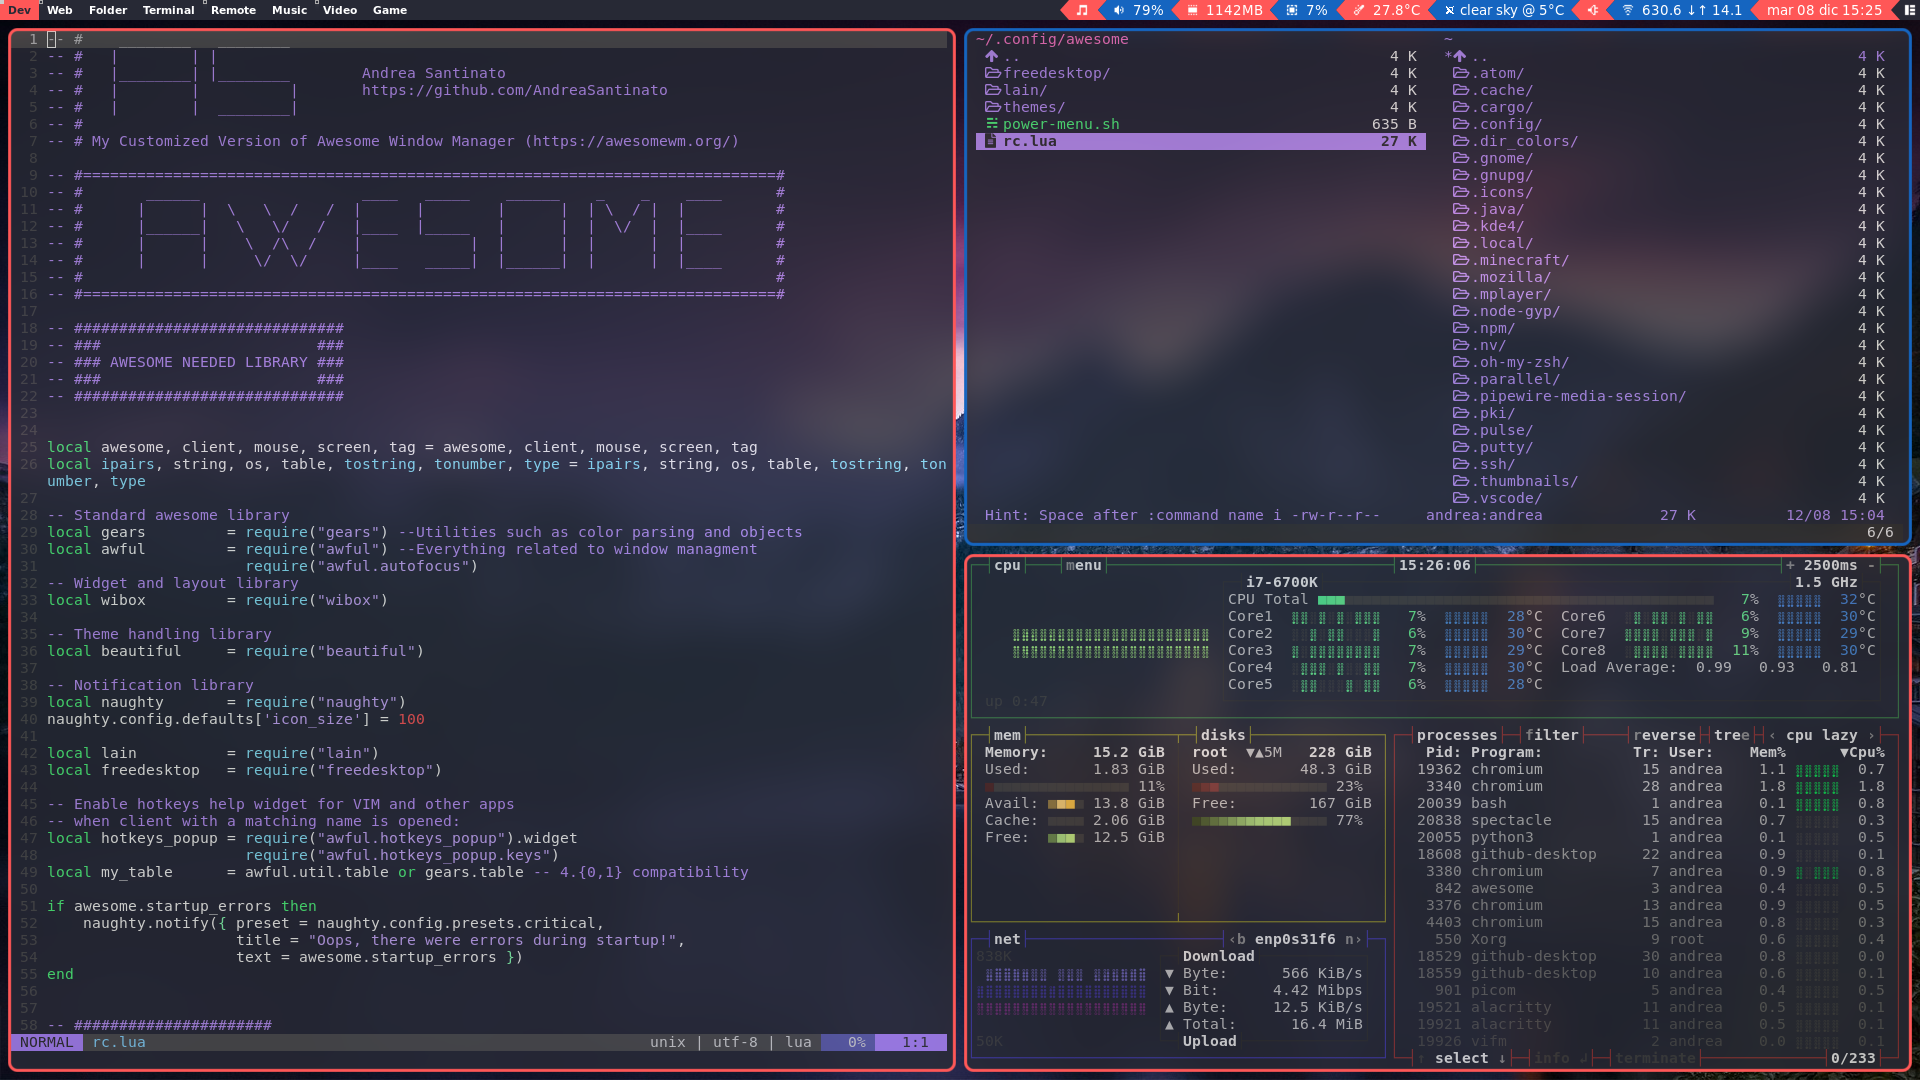 Dev Web Folder Terminal Remote Music Video Game 79% 1142MB 7% 27.8°C clear sky @ 5°C 630.6 ↓↑ 14.1 mar 08 dic 15:25
1 -- #
2 -- #
3 -- # Andrea Santinato
4 -- # https://github.com/AndreaSantinato
5 -- #
6 -- #
7 -- # My Customized Version of Awesome Window Manager (https://awesomewm.org/)
8
9 -- #=============================================================================#
10 -- # #
11 -- # #
12 -- # #
13 -- # #
14 -- # #
15 -- # #
16 -- #=============================================================================#
17
18 -- ##############################
19 -- ### ###
20 -- ### AWESOME NEEDED LIBRARY ###
21 -- ### ###
22 -- ##############################
23
24
25 local awesome, client, mouse, screen, tag = awesome, client, mouse, screen, tag
26 local ipairs, string, os, table, tostring, tonumber, type = ipairs, string, os, table, tostring, ton
umber, type
27
28 -- Standard awesome library
29 local gears = require("gears") --Utilities such as color parsing and objects
30 local awful = require("awful") --Everything related to window managment
31 require("awful.autofocus")
32 -- Widget and layout library
33 local wibox = require("wibox")
34
35 -- Theme handling library
36 local beautiful = require("beautiful")
37
38 -- Notification library
39 local naughty = require("naughty")
40 naughty.config.defaults['icon_size'] = 100
41
42 local lain = require("lain")
43 local freedesktop = require("freedesktop")
44
45 -- Enable hotkeys help widget for VIM and other apps
46 -- when client with a matching name is opened:
47 local hotkeys_popup = require("awful.hotkeys_popup").widget
48 require("awful.hotkeys_popup.keys")
49 local my_table = awful.util.table or gears.table -- 4.{0,1} compatibility
50
51 if awesome.startup_errors then
52 naughty.notify({ preset = naughty.config.presets.critical,
53 title = "Oops, there were errors during startup!",
54 text = awesome.startup_errors })
55 end
56
57
58 -- ######################
NORMAL rc.lua unix | utf-8 | lua 0% 1:1
~/.config/awesome
.. 4 K
freedesktop/ 4 K
lain/ 4 K
themes/ 4 K
power-menu.sh 635 B
rc.lua 27 K
~
* .. 4 K
.atom/ 4 K
.cache/ 4 K
.cargo/ 4 K
.config/ 4 K
.dir_colors/ 4 K
.gnome/ 4 K
.gnupg/ 4 K
.icons/ 4 K
.java/ 4 K
.kde4/ 4 K
.local/ 4 K
.minecraft/ 4 K
.mozilla/ 4 K
.mplayer/ 4 K
.node-gyp/ 4 K
.npm/ 4 K
.nv/ 4 K
.oh-my-zsh/ 4 K
.parallel/ 4 K
.pipewire-media-session/ 4 K
.pki/ 4 K
.pulse/ 4 K
.putty/ 4 K
.ssh/ 4 K
.thumbnails/ 4 K
.vscode/ 4 K
Hint: Space after :command name i -rw-r--r-- andrea:andrea 27 K 12/08 15:04
6/6
cpu menu 15:26:06 + 2500ms -
i7-6700K 1.5 GHz
CPU Total 7% 32°C
Core1 7% 28°C Core6 6% 30°C
Core2 6% 30°C Core7 9% 29°C
Core3 7% 29°C Core8 11% 30°C
Core4 7% 30°C Load Average: 0.99 0.93 0.81
Core5 6% 28°C
up 0:47
mem
Memory: 15.2 GiB
Used: 1.83 GiB
11%
Avail: 13.8 GiB
Cache: 2.06 GiB
Free: 12.5 GiB
disks
root ▼▲5M 228 GiB
Used: 48.3 GiB
23%
Free: 167 GiB
77%
net ‹b enp0s31f6 n›
838K
Download
▼ Byte: 566 KiB/s
▼ Bit: 4.42 Mibps
▲ Byte: 12.5 KiB/s
▲ Total: 16.4 MiB
50K Upload
processes filter reverse tree ‹ cpu lazy ›
Pid: Program: Tr: User: Mem% ▼Cpu%
19362 chromium 15 andrea 1.1 0.7
3340 chromium 28 andrea 1.8 1.8
20039 bash 1 andrea 0.1 0.8
20838 spectacle 15 andrea 0.7 0.3
20055 python3 1 andrea 0.1 0.5
18608 github-desktop 22 andrea 0.9 0.1
3380 chromium 7 andrea 0.9 0.8
842 awesome 3 andrea 0.4 0.5
3376 chromium 13 andrea 0.9 0.5
4403 chromium 15 andrea 0.8 0.3
550 Xorg 9 root 0.6 0.4
18529 github-desktop 30 andrea 0.8 0.0
18559 github-desktop 10 andrea 0.6 0.1
901 picom 5 andrea 0.4 0.5
19521 alacritty 11 andrea 0.5 0.1
19921 alacritty 11 andrea 0.5 0.1
19926 vifm 2 andrea 0.0 0.1
↑ select ↓ info ↲ terminate 0/233